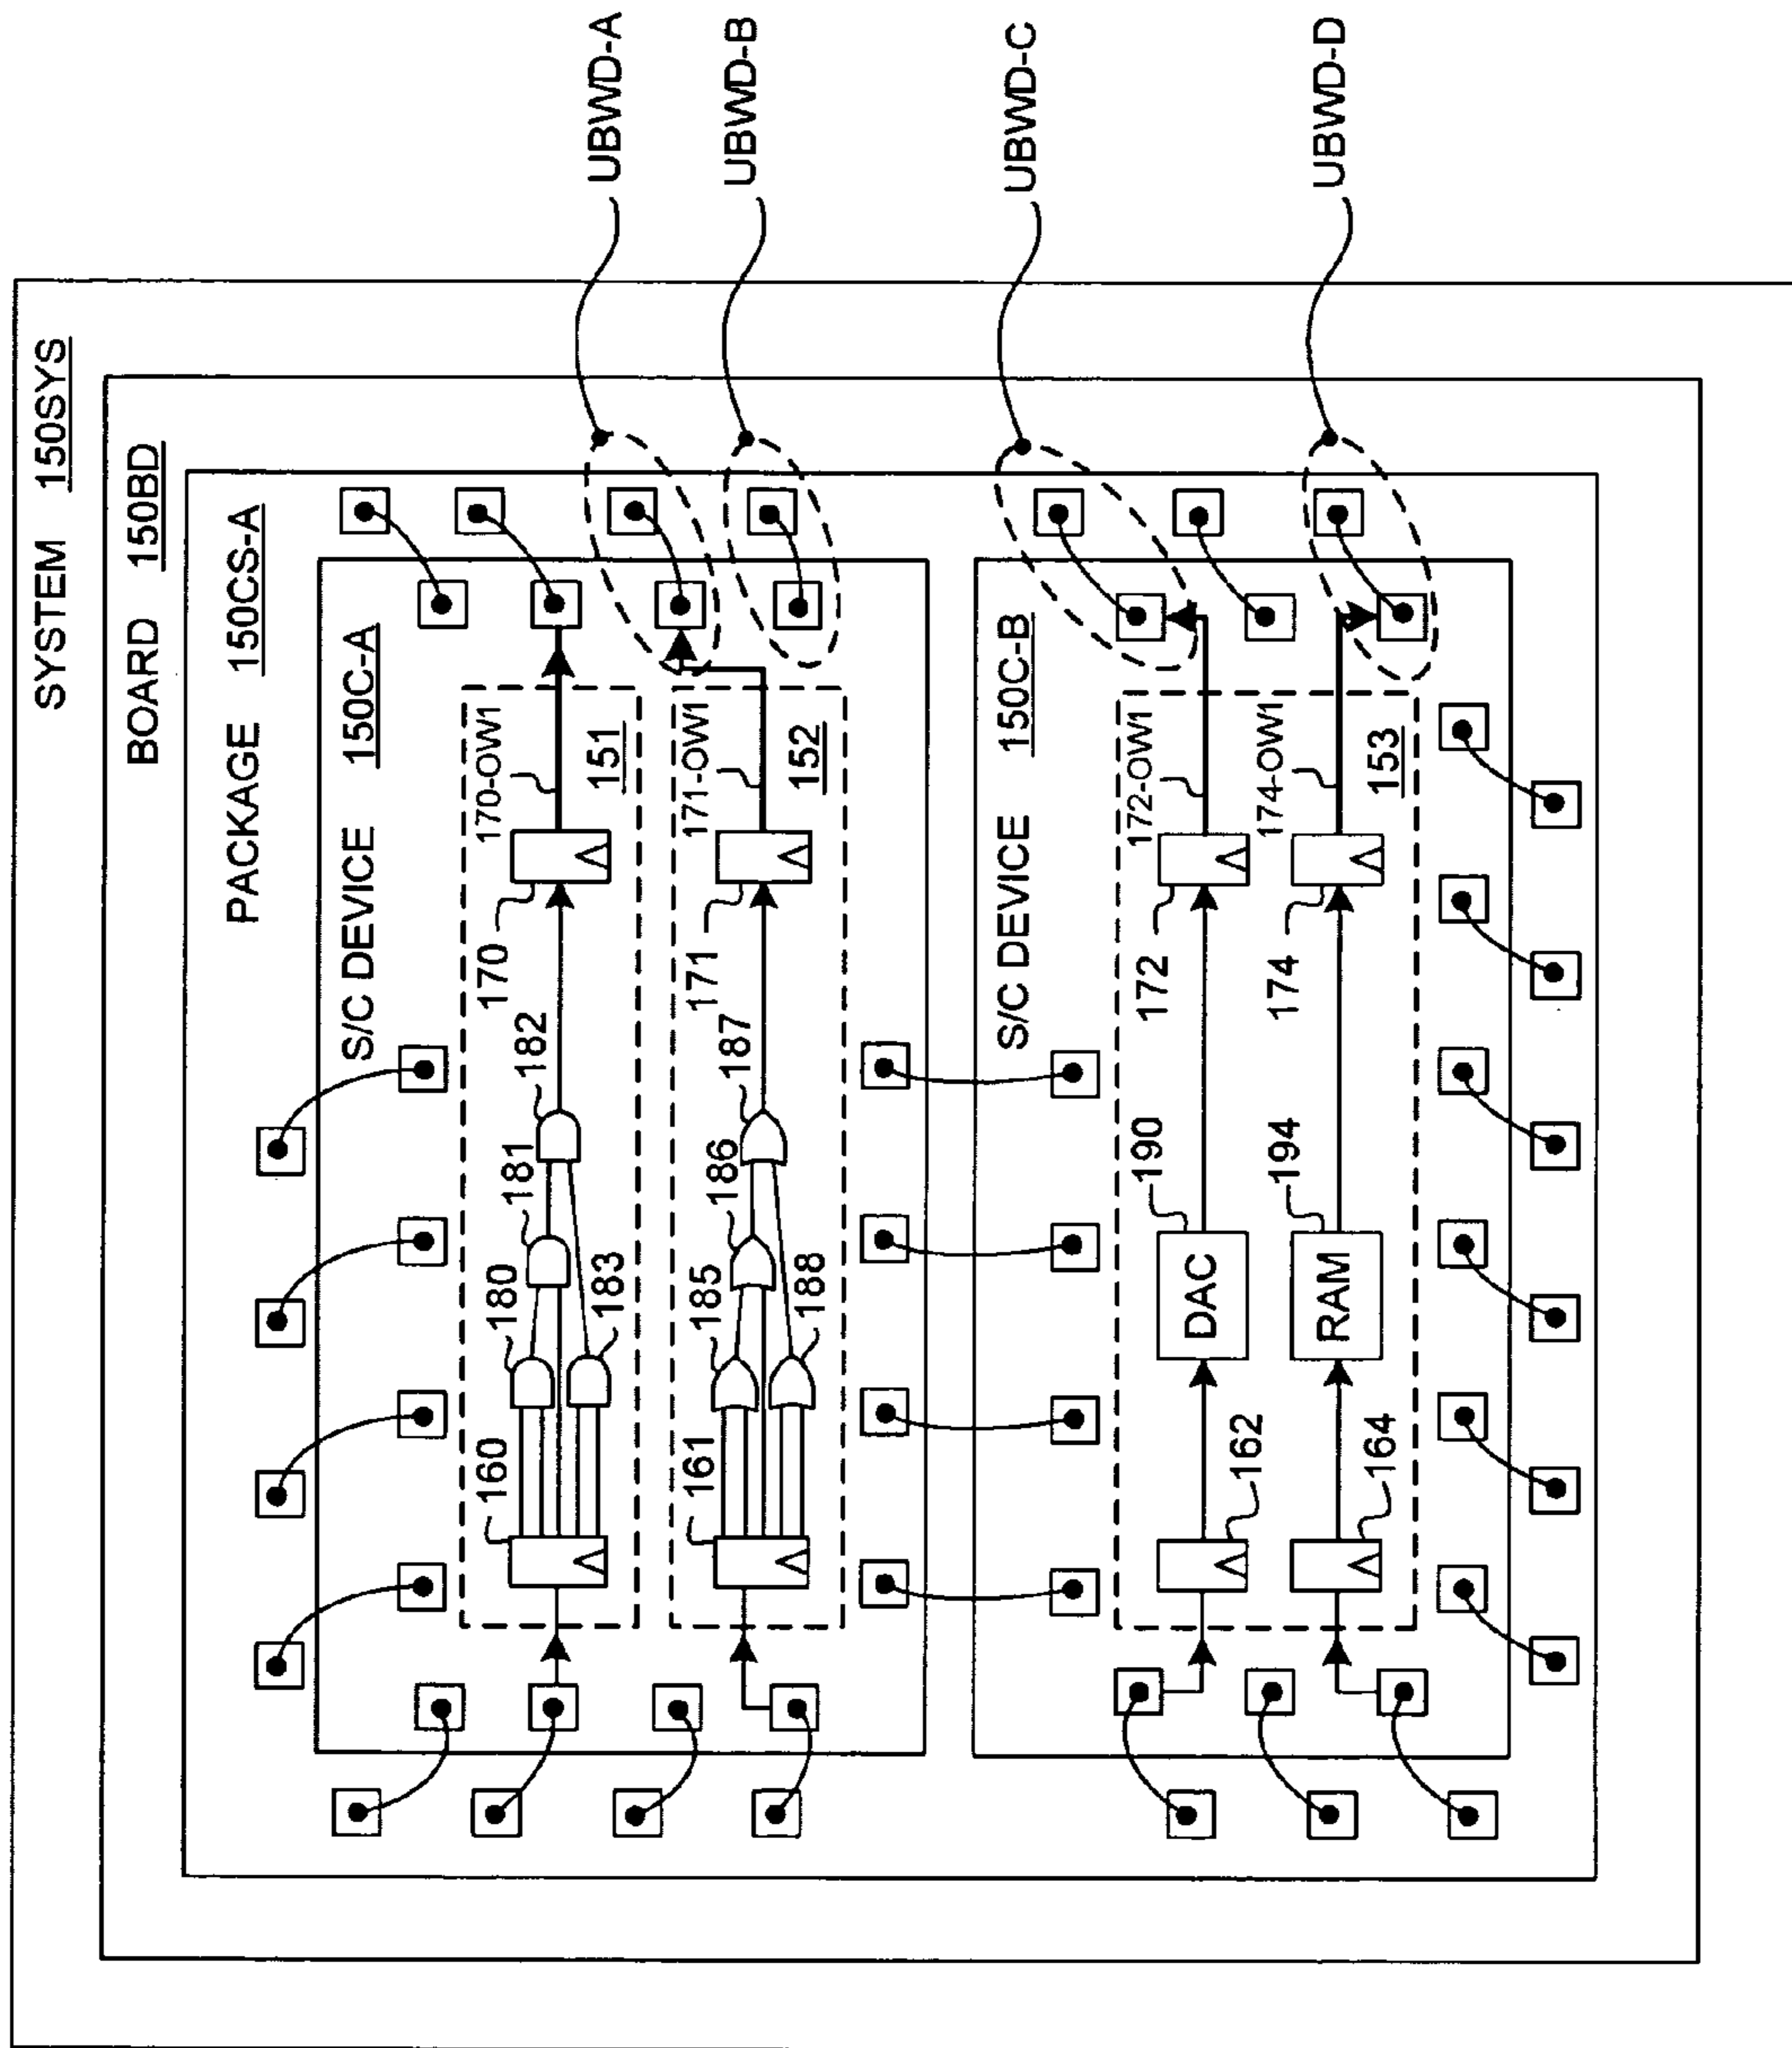 SYSTEM 150SYS
BOARD 150BD
PACKAGE 150CS-A
S/C DEVICE 150C-A
160
180
181
182
183
170
170-OW1
151
161
185
186
187
188
171
171-OW1
152
S/C DEVICE 150C-B
162
DAC
190
172
172-OW1
164
RAM
194
174
174-OW1
153
UBWD-A
UBWD-B
UBWD-C
UBWD-D